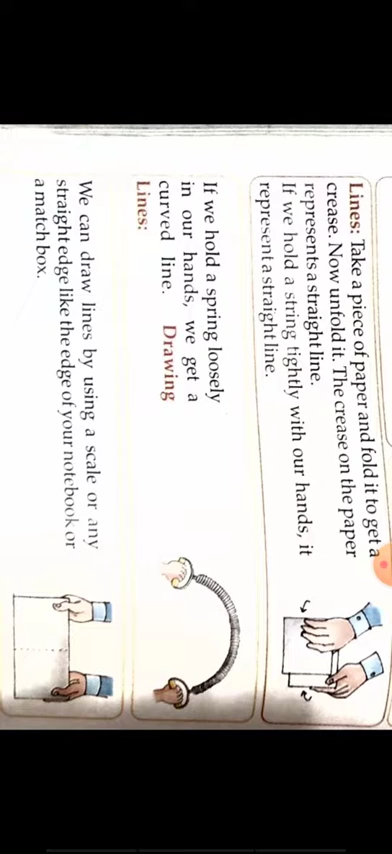 Lines: Take a piece of paper and fold it to get a
crease. Now unfold it. The crease on the paper
represents a straight line.
If we hold a string tightly with our hands, it
represent a straight line.
If we hold a spring loosely
in our hands, we get a
curved line. Drawing
Lines:
We can draw lines by using a scale or any
straight edge like the edge of your notebook or
a match box.